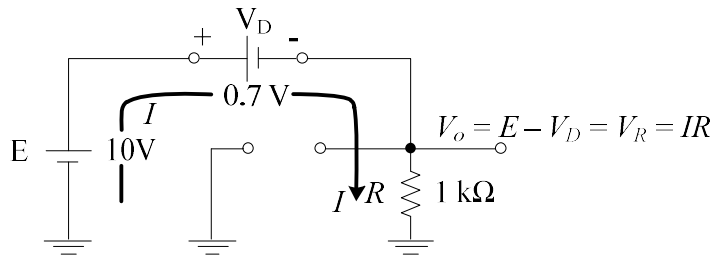 V_D
+ -
I 0.7 V
E 10V
V_o = E – V_D = V_R = IR
I R 1 kΩ